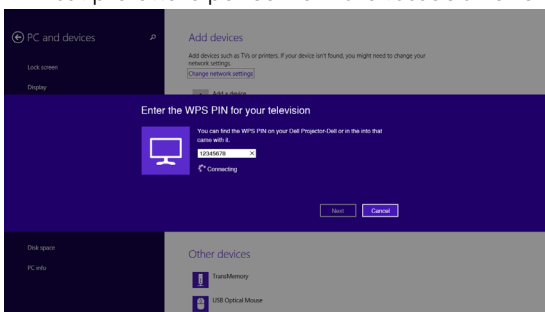 PC and devices
Lock screen
Display
Disk space
PC info
Add devices
Add devices such as TVs or printers. If your device isn't found, you might need to change your
network settings.
Change network settings
Add a device
Enter the WPS PIN for your television
You can find the WPS PIN on your Dell Projector-Dell or in the into that
came with it.
12345678
Connecting
Next
Cancel
Other devices
TransMemory
USB Optical Mouse